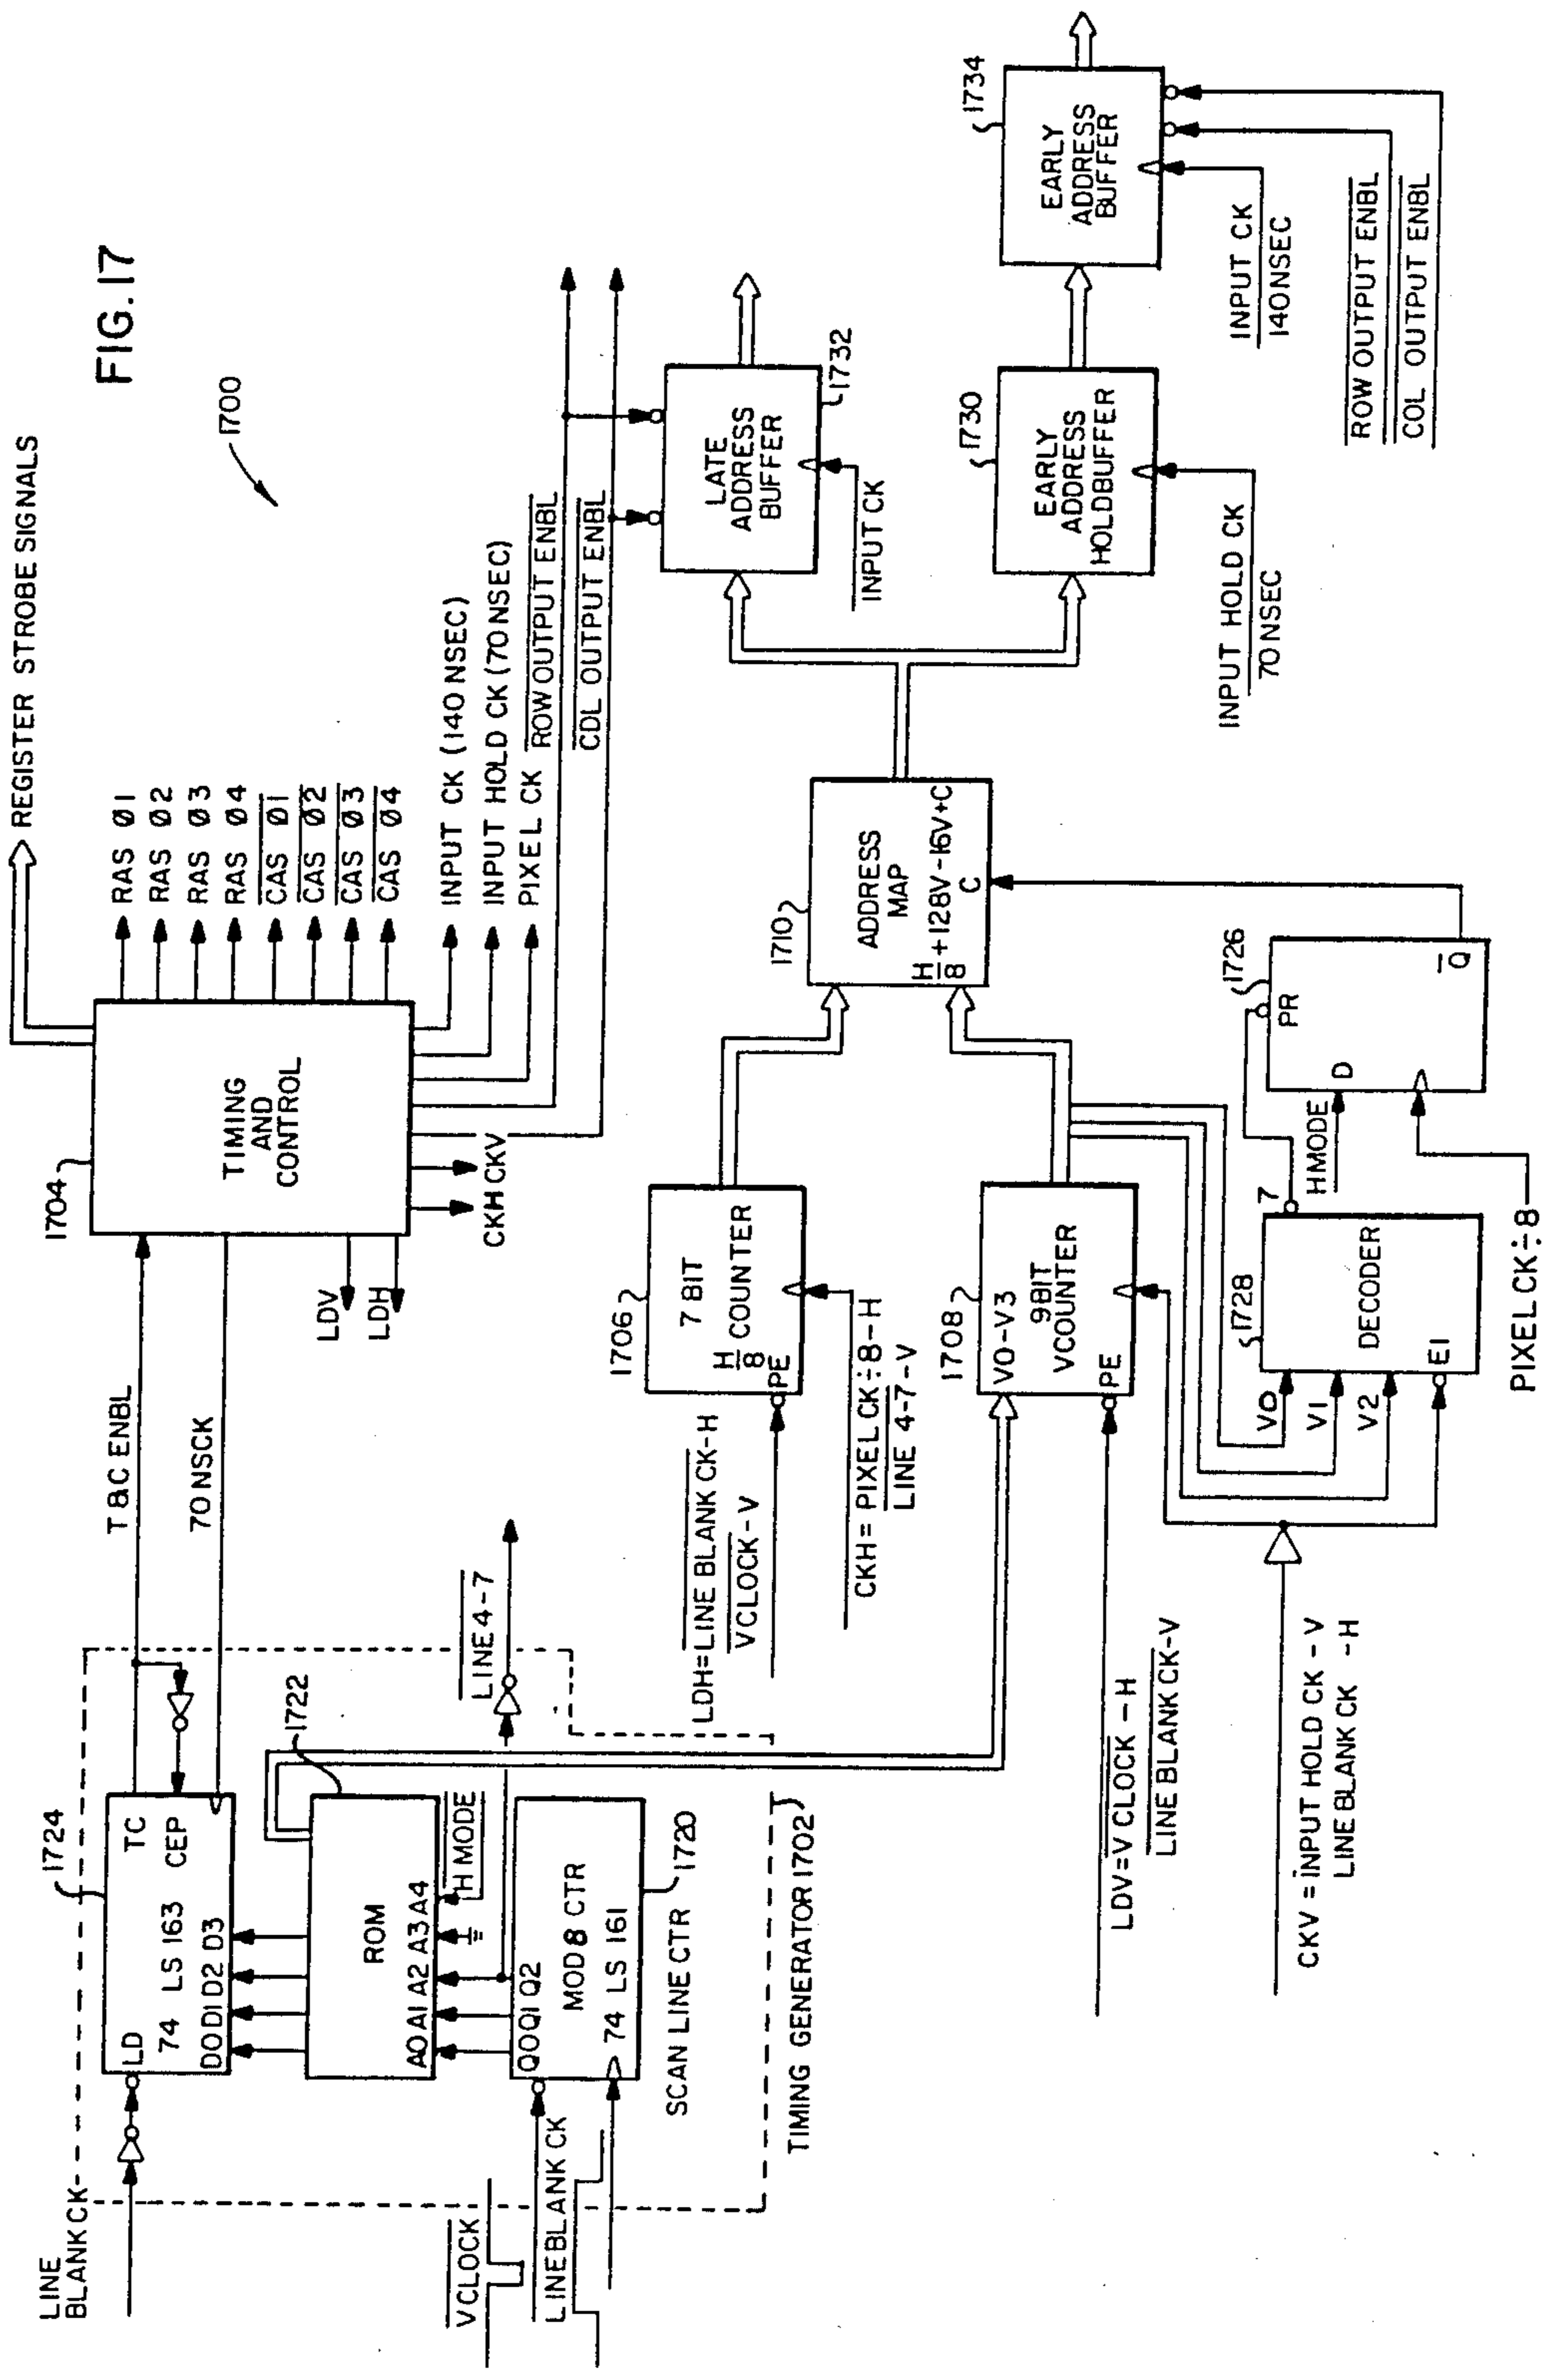 FIG. 17
1700
REGISTER STROBE SIGNALS
RAS Ø1
RAS Ø2
RAS Ø3
RAS Ø4
CAS Ø1
CAS Ø2
CAS Ø3
CAS Ø4
INPUT CK (140 NSEC)
INPUT HOLD CK (70 NSEC)
PIXEL CK
ROW OUTPUT ENBL
CDL OUTPUT ENBL
1704
TIMING
AND
CONTROL
LDV
LDH
CKH
CKV
T&C ENBL
70 NSCK
LINE
BLANK CK
1724
LD
TC
CEP
74 LS 163
D0 D1 D2 D3
1722
ROM
A0 A1 A2 A3 A4
H MODE
Q0 Q1 Q2
MOD 8 CTR
74 LS 161
1720
SCAN LINE CTR
LINE 4-7
VCLOCK
LINE BLANK CK
TIMING GENERATOR 1702
1706
7 BIT
H/8 COUNTER
PE
LDH=LINE BLANK CK-H
VCLOCK-V
CKH= PIXEL CK÷8-H
LINE 4-7-V
1708
V0-V3
9 BIT
VCOUNTER
PE
LDV=V CLOCK - H
LINE BLANK CK-V
CKV = INPUT HOLD CK - V
LINE BLANK CK - H
1728
DECODER
V0
V1
V2
EI
7
1726
PR
D
Q
HMODE
PIXEL CK÷8
1710
ADDRESS
MAP
H/8 +128V-16V+C
C
1732
LATE
ADDRESS
BUFFER
INPUT CK
1730
EARLY
ADDRESS
HOLDBUFFER
INPUT HOLD CK
70 NSEC
1734
EARLY
ADDRESS
BUFFER
INPUT CK
140NSEC
ROW OUTPUT ENBL
COL OUTPUT ENBL